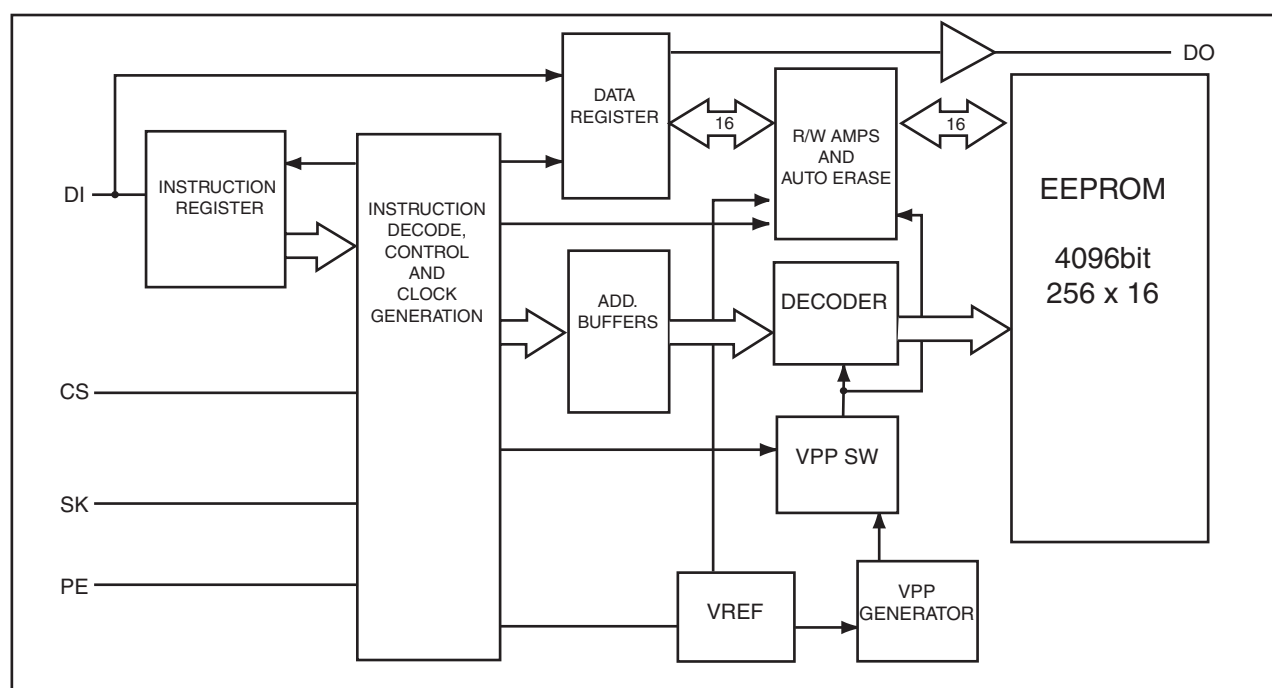 DO
DATA
REGISTER
16
R/W AMPS
AND
AUTO ERASE
16
DI
INSTRUCTION
REGISTER
INSTRUCTION
DECODE,
CONTROL
AND
CLOCK
GENERATION
EEPROM
4096bit
256 x 16
ADD.
BUFFERS
DECODER
CS
VPP SW
SK
PE
VREF
VPP
GENERATOR